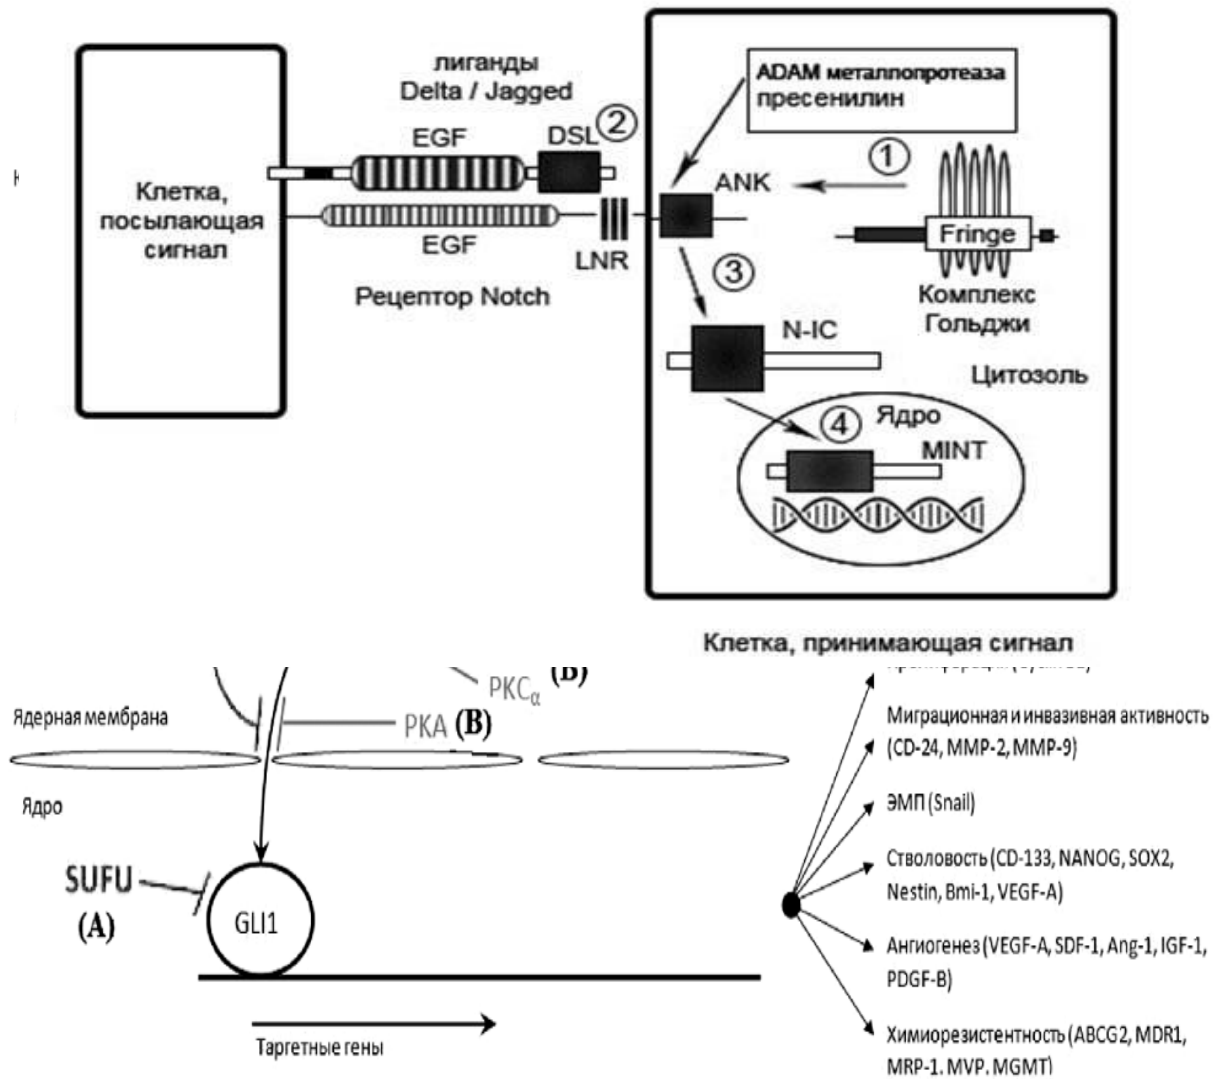 лиганды
Delta / Jagged
EGF
DSL
2
Клетка,
посылающая
сигнал
EGF
LNR
Рецептор Notch
ADAM металлопротеаза
пресенилин
1
ANK
Fringe
Комплекс
Гольджи
3
N-IC
Цитозоль
Ядро
4
MINT
Клетка, принимающая сигнал
PKCα
(B)
Ядерная мембрана
PKA (B)
Ядро
SUFU
(A)
GLI1
Таргетные гены
Миграционная и инвазивная активность
(CD-24, MMP-2, MMP-9)
ЭМП (Snail)
Стволовость (CD-133, NANOG, SOX2,
Nestin, Bmi-1, VEGF-A)
Ангиогенез (VEGF-A, SDF-1, Ang-1, IGF-1,
PDGF-B)
Химиорезистентность (ABCG2, MDR1,
MRP-1, MVP, MGMT)